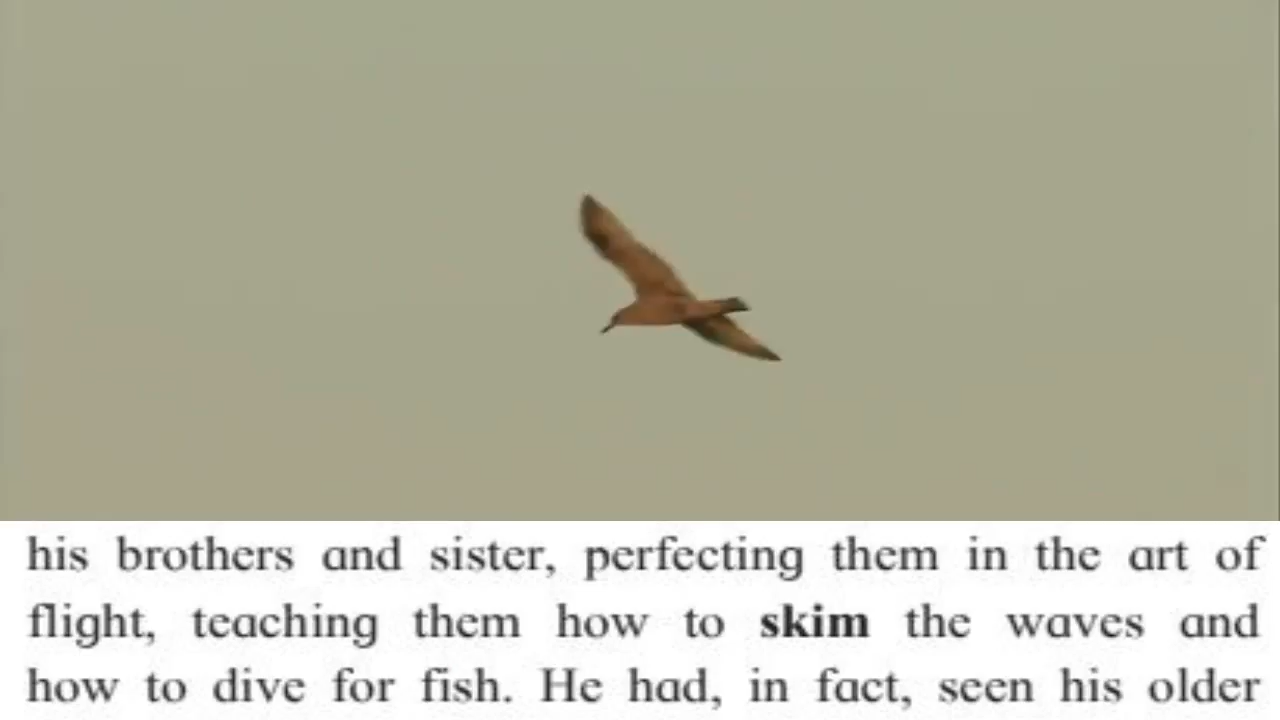 his brothers and sister, perfecting them in the art of
flight, teaching them how to skim the waves and
how to dive for fish. He had, in fact, seen his older